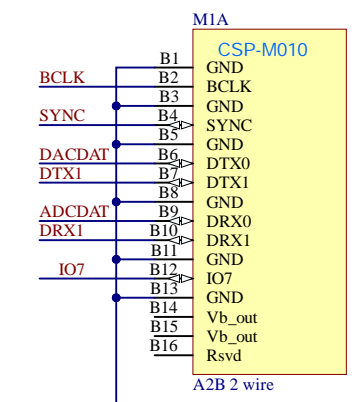 M1A
CSP-M010
B1 GND
BCLK B2 BCLK
B3 GND
SYNC B4 SYNC
B5 GND
DACDAT B6 DTX0
DTX1 B7 DTX1
B8 GND
ADCDAT B9 DRX0
DRX1 B10 DRX1
B11 GND
IO7 B12 IO7
B13 GND
B14 Vb_out
B15 Vb_out
B16 Rsvd
A2B 2 wire